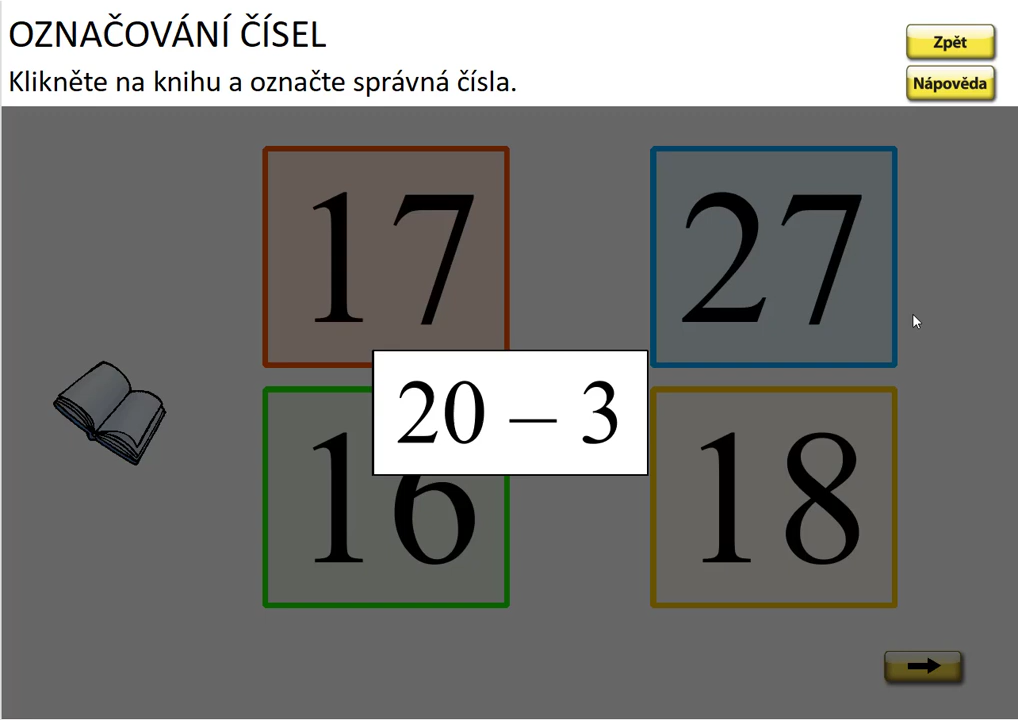 OZNAČOVÁNÍ ČÍSEL
Zpět
Klikněte na knihu a označte správná čísla.
Nápověda
17
27
20 – 3
16
18